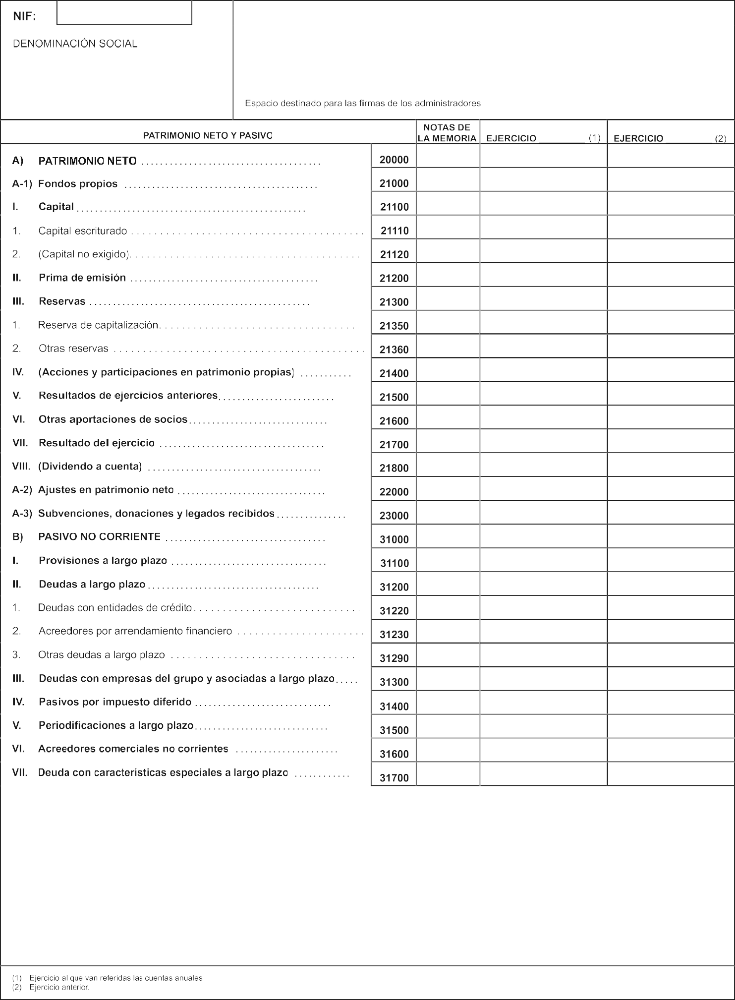 NIF:
DENOMINACIÓN SOCIAL:
Espacio destinado para las firmas de los administradores
PATRIMONIO NETO Y PASIVO
NOTAS DE
LA MEMORIA
EJERCICIO __________ (1)
EJERCICIO __________ (2)
A) PATRIMONIO NETO 20000
A-1) Fondos propios 21000
I. Capital 21100
1. Capital escriturado 21110
2. (Capital no exigido). 21120
II. Prima de emisión 21200
III. Reservas 21300
1. Reserva de capitalización. 21350
2. Otras reservas 21360
IV. (Acciones y participaciones en patrimonio propias) 21400
V. Resultados de ejercicios anteriores 21500
VI. Otras aportaciones de socios 21600
VII. Resultado del ejercicio 21700
VIII. (Dividendo a cuenta) 21800
A-2) Ajustes en patrimonio neto 22000
A-3) Subvenciones, donaciones y legados recibidos 23000
B) PASIVO NO CORRIENTE 31000
I. Provisiones a largo plazo 31100
II. Deudas a largo plazo 31200
1. Deudas con entidades de crédito 31220
2. Acreedores por arrendamiento financiero 31230
3. Otras deudas a largo plazo 31290
III. Deudas con empresas del grupo y asociadas a largo plazo 31300
IV. Pasivos por impuesto diferido 31400
V. Periodificaciones a largo plazo 31500
VI. Acreedores comerciales no corrientes 31600
VII. Deuda con características especiales a largo plazo 31700
(1) Ejercicio al que van referidas las cuentas anuales
(2) Ejercicio anterior.